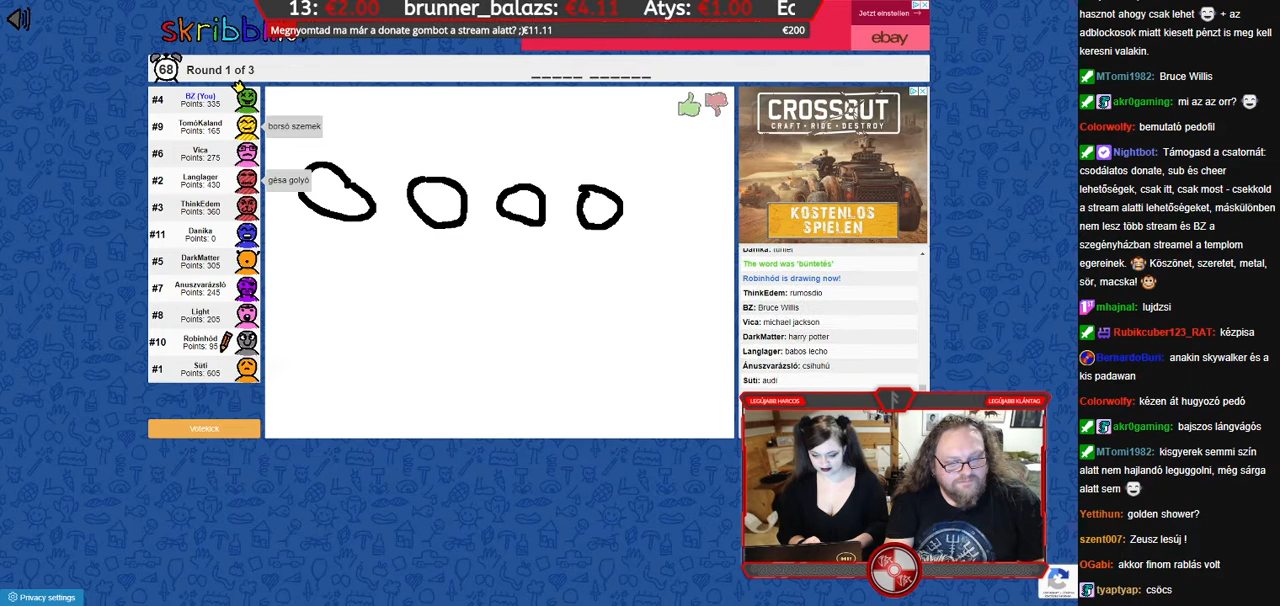 13: €2.00 brunner_balazs: €4.11 Atys: €1.00 Ec
Megnyomtad ma már a donate gombot a stream alatt? ;)€11.11 €200
Jetzt einstellen →
ebay
skribbl
68 Round 1 of 3
_____ ______
#4 BZ (You)
Points: 335
#9 TomóKaland
Points: 165
borsó szemek
#6 Vica
Points: 275
#2 Langlager
Points: 430
gésa golyó
#3 ThinkEdem
Points: 360
#11 Danika
Points: 0
#5 DarkMatter
Points: 305
#7 Ánuszvarázsló
Points: 245
#8 Light
Points: 205
#10 Robinhód
Points: 95
#1 Süti
Points: 605
Votekick
CROSSOUT
CRAFT • RIDE • DESTROY
KOSTENLOS
SPIELEN
The word was 'büntetés'
Robinhód is drawing now!
ThinkEdem: rumosdio
BZ: Bruce Willis
Vica: michael jackson
DarkMatter: harry potter
Langlager: babos lecho
Ánuszvarázsló: csihuhú
Süti: audi
LEGÚJABB HARCOS
LEGÚJABB KLÁNTAG
hasznot ahogy csak lehet + az
adblockosok miatt kiesett pénzt is meg kell
keresni valakin.
MTomi1982: Bruce Willis
akr0gaming: mi az az orr?
Colorwolfy: bemutató pedofil
Nightbot: Támogasd a csatornát:
csodálatos donate, sub és cheer
lehetőségek, csak itt, csak most - csekkold
a stream alatti lehetőségeket, máskülönben
nem lesz több stream és BZ a
szegényházban streamel a templom
egereinek. Köszönet, szeretet, metal,
sör, macska!
mhajnal: lujdzsi
Rubikcuber123_RAT: kézpisa
BernardoBuri: anakin skywalker és a
kis padawan
Colorwolfy: kézen át hugyozó pedó
akr0gaming: bajszos lángvágós
MTomi1982: kisgyerek semmi szín
alatt nem hajlandó leguggolni, még sárga
alatt sem
Yettihun: golden shower?
szent007: Zeusz lesúj !
OGabi: akkor finom rablás volt
tyaptyap: csöcs
Privacy settings